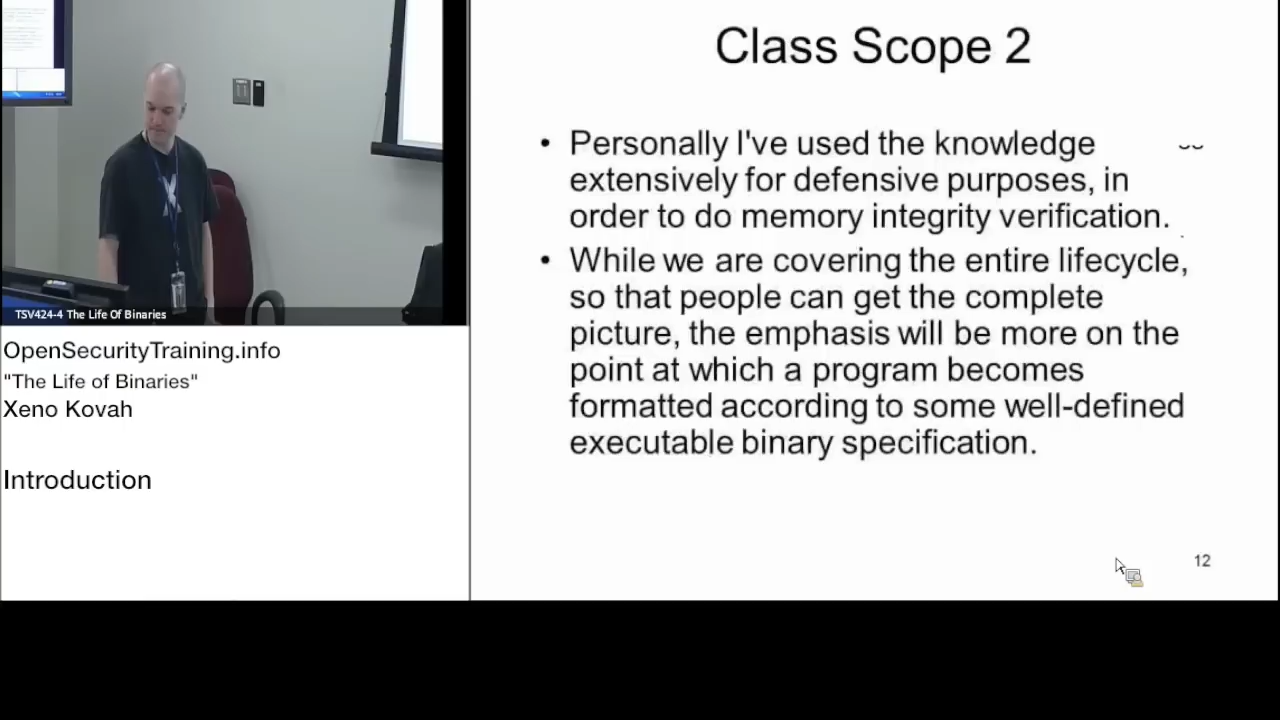 Class Scope 2
• Personally I've used the knowledge
extensively for defensive purposes, in
order to do memory integrity verification.
• While we are covering the entire lifecycle,
so that people can get the complete
picture, the emphasis will be more on the
point at which a program becomes
formatted according to some well-defined
executable binary specification.
12
TSV424-4 The Life Of Binaries
OpenSecurityTraining.info
"The Life of Binaries"
Xeno Kovah
Introduction